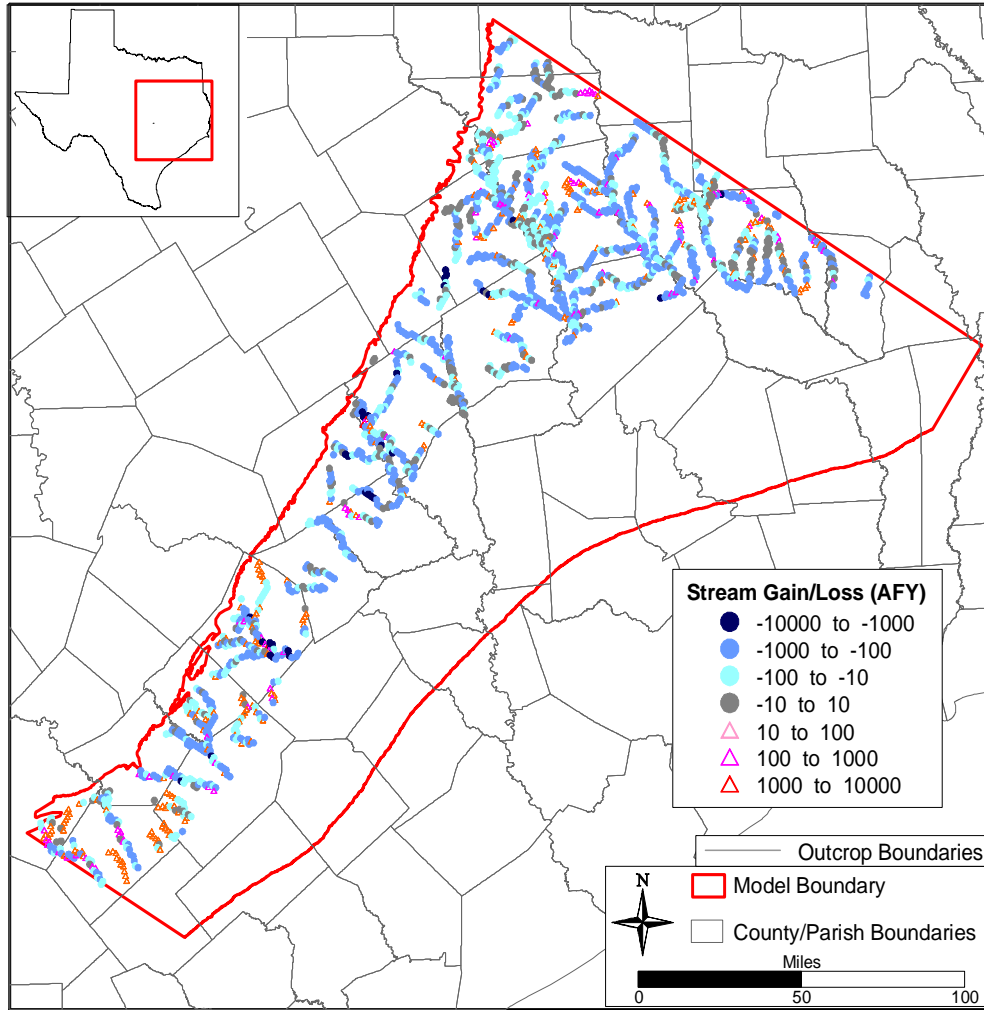 Stream Gain/Loss (AFY)
-10000 to -1000
-1000 to -100
-100 to -10
-10 to 10
10 to 100
100 to 1000
1000 to 10000
Outcrop Boundaries
N
Model Boundary
County/Parish Boundaries
Miles
0 50 100